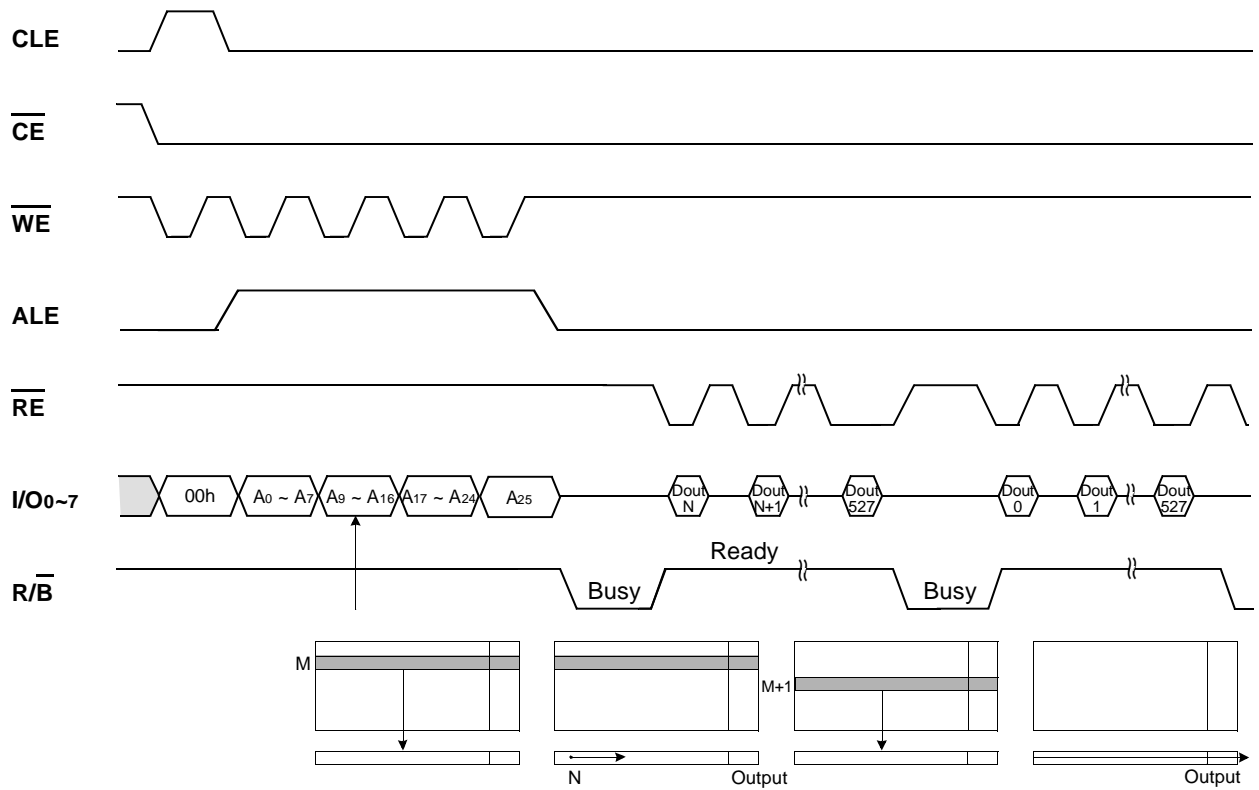 CLE
CE
WE
ALE
RE
I/O0~7
00h
A0 ~ A7
A9 ~ A16
A17 ~ A24
A25
Dout
N
Dout
N+1
Dout
527
Dout
0
Dout
1
Dout
527
R/B
Busy
Ready
Busy
M
M+1
N
Output
Output